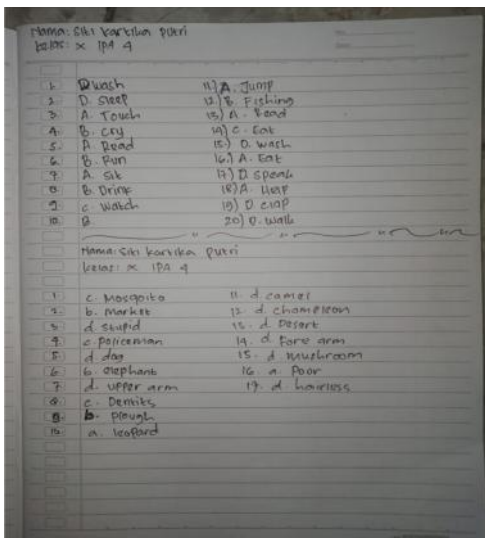 Nama: Siti kartika putri
kelas: X IPA 4
1. D wash 11) A. Jump
2. D. Sleep 12) B. Fishing
3. A. Touch 13) A. Read
4. B. Cry 14) C. Eat
5. A. Read 15.) D. wash
6. B. Run 16.) A. Eat
7. A. Sit 17) D. Speak
8. B. Drink 18) A.
9. C. Watch 19) D. clap
10. B. 20) D. walk
Nama: Siti kartika putri
kelas: X IPA 4
1. c. Mosqoito 11. d. camel
2. b. Market 12. d. chameleon
3. d. stupid 13. d. Desert
4. c. policeman 14. d. Fore arm
5. d. dog 15. d. mushroom
6. b. elephant 16. a. Poor
7. d. upper arm 17. d. hairless
8. c. Dentits
9. b. plough
10. a. leopard